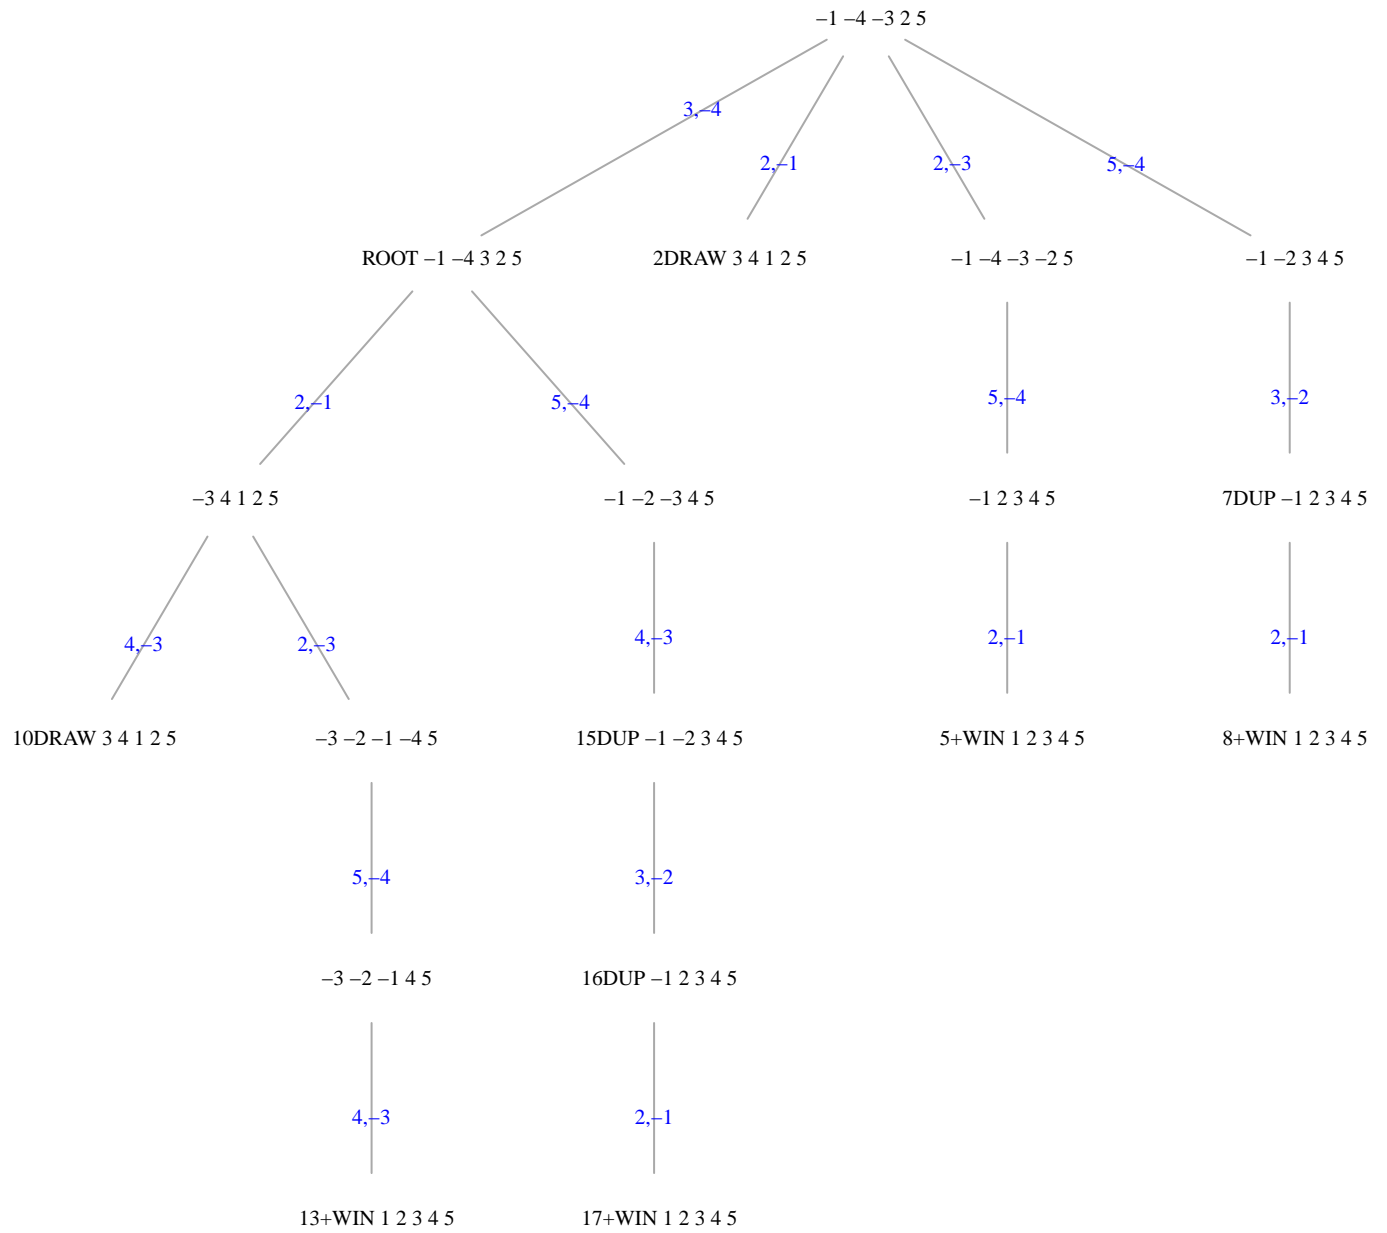 −1 −4 −3 2 5
3,−4
2,−1
2,−3
5,−4
ROOT −1 −4 3 2 5
2DRAW 3 4 1 2 5
−1 −4 −3 −2 5
−1 −2 3 4 5
2,−1
5,−4
5,−4
3,−2
−3 4 1 2 5
−1 −2 −3 4 5
−1 2 3 4 5
7DUP −1 2 3 4 5
4,−3
2,−3
4,−3
2,−1
2,−1
10DRAW 3 4 1 2 5
−3 −2 −1 −4 5
15DUP −1 −2 3 4 5
5+WIN 1 2 3 4 5
8+WIN 1 2 3 4 5
5,−4
3,−2
−3 −2 −1 4 5
16DUP −1 2 3 4 5
4,−3
2,−1
13+WIN 1 2 3 4 5
17+WIN 1 2 3 4 5